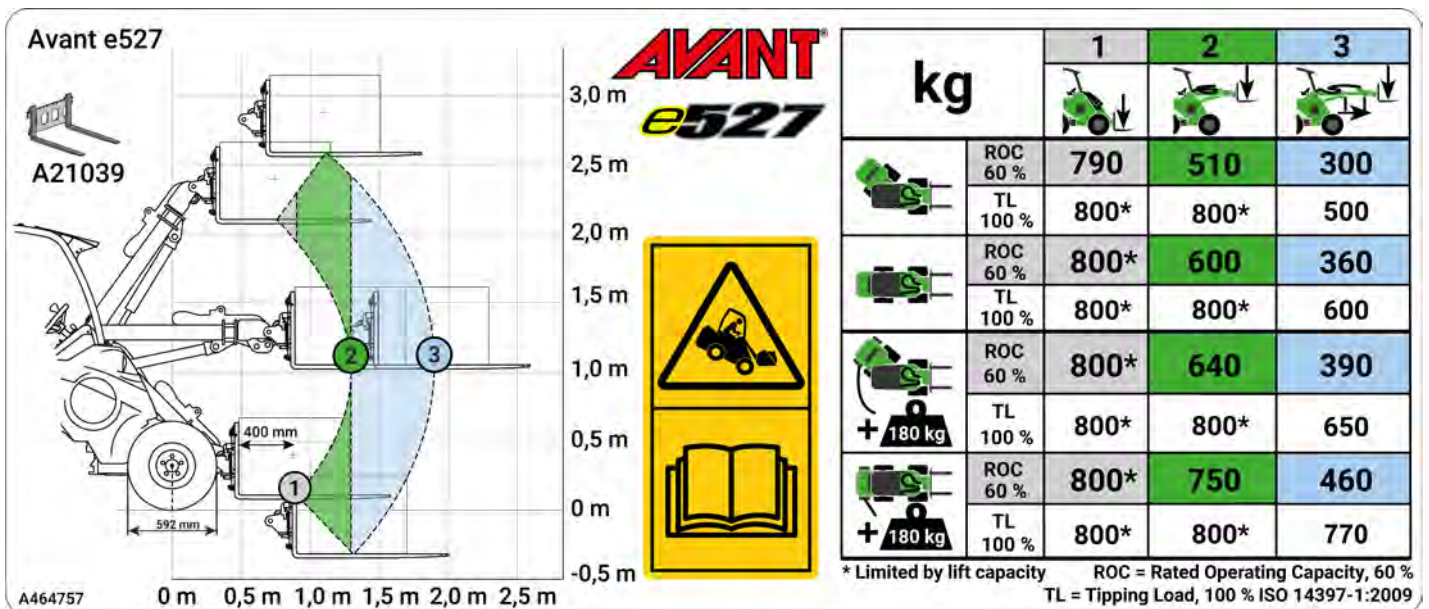 Avant e527
A21039
3,0 m
2,5 m
2,0 m
1,5 m
1,0 m
0,5 m
0 m
-0,5 m
2
3
400 mm
1
592 mm
A464757
0 m 0,5 m 1,0 m 1,5 m 2,0 m 2,5 m
AVANT®
e527
kg 1 2 3
ROC 60 % 790 510 300
TL 100 % 800* 800* 500
ROC 60 % 800* 600 360
TL 100 % 800* 800* 600
ROC 60 % 800* 640 390
+ 180 kg TL 100 % 800* 800* 650
ROC 60 % 800* 750 460
+ 180 kg TL 100 % 800* 800* 770
* Limited by lift capacity ROC = Rated Operating Capacity, 60 %
TL = Tipping Load, 100 % ISO 14397-1:2009